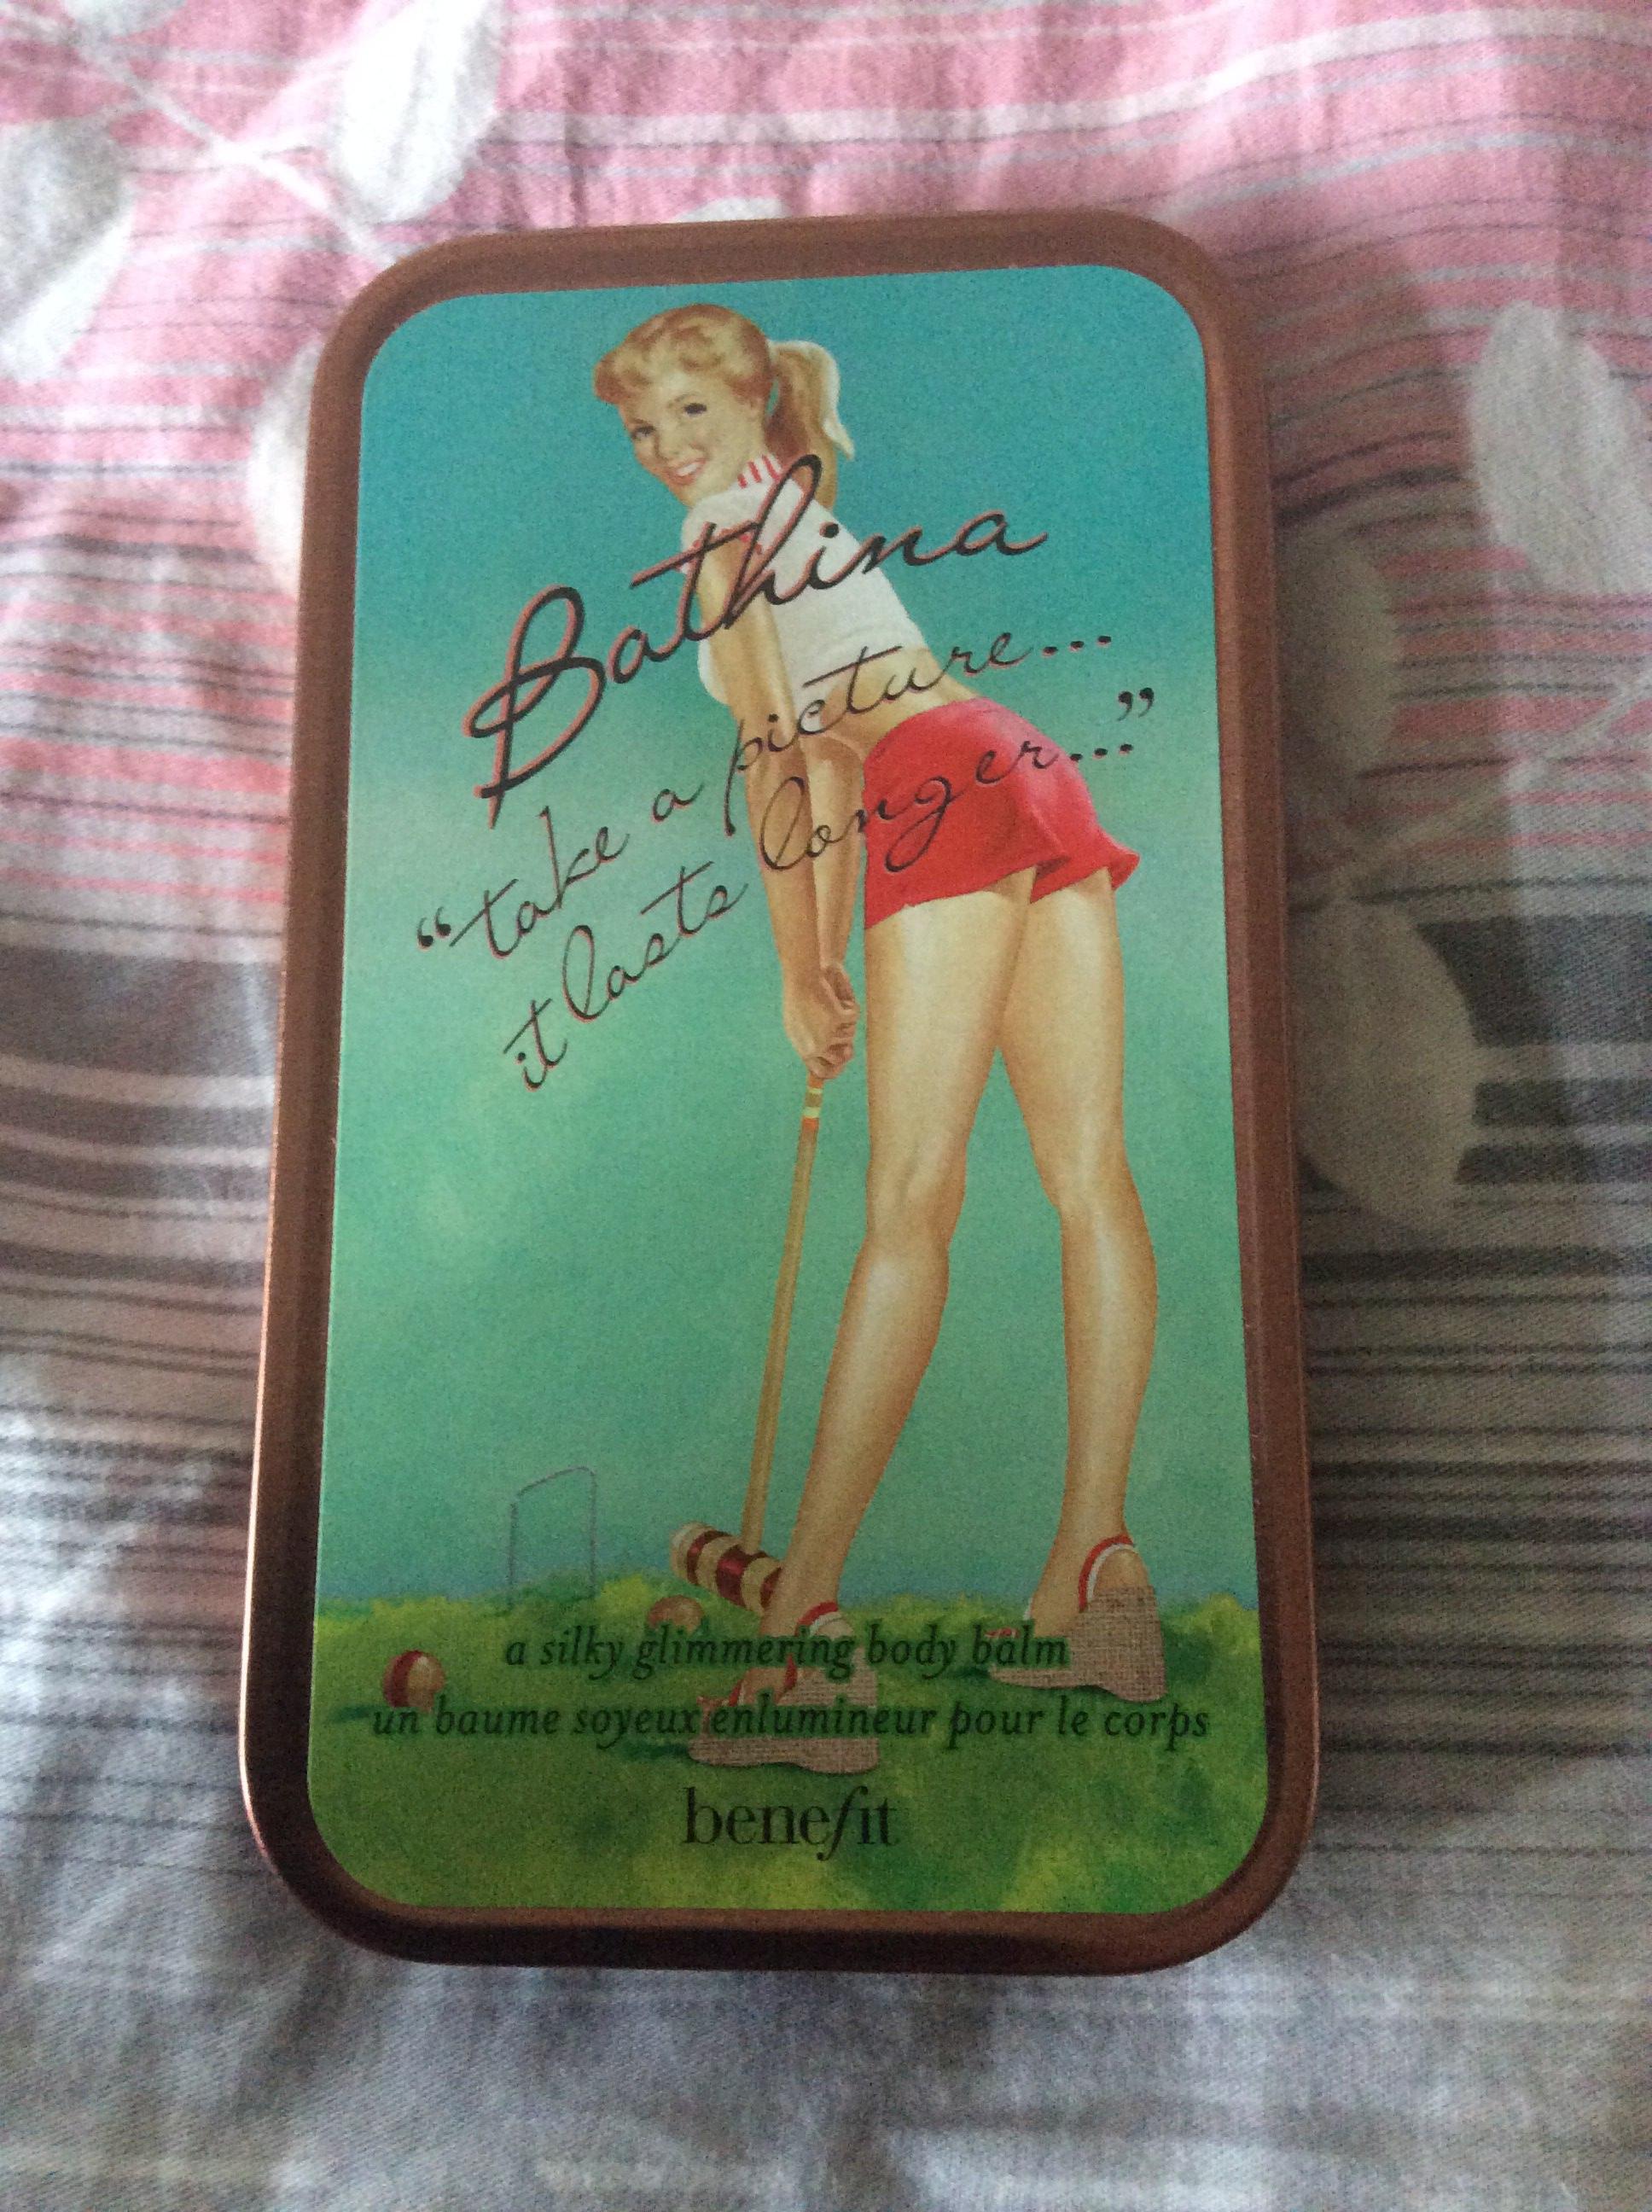 Bathina
“take a picture...
it lasts longer...”
a silky glimmering body balm
un baume soyeux enlumineur pour le corps
benefit